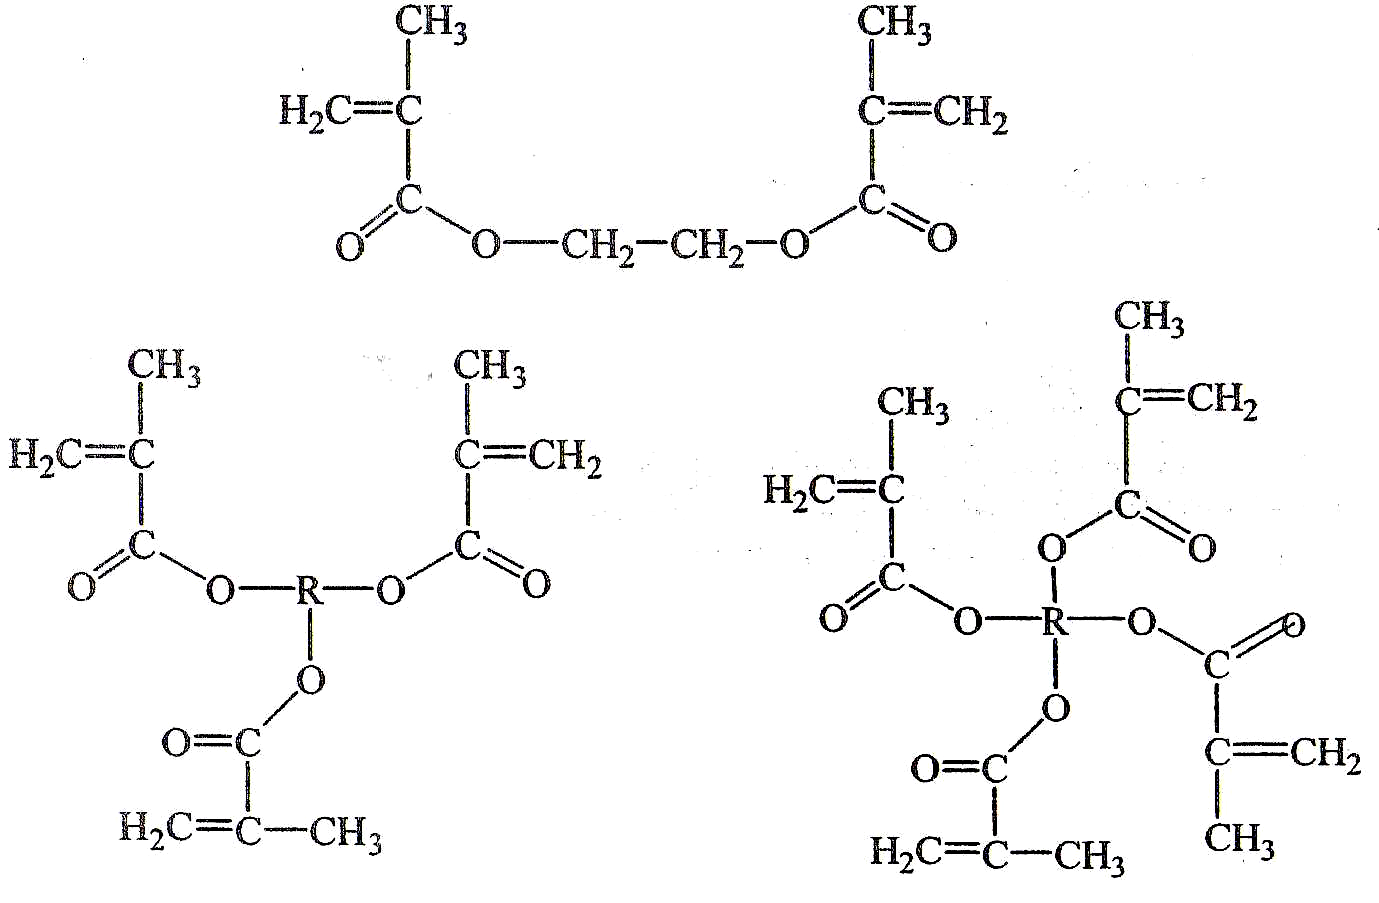 CH₃ CH₃
H₂C=C C=CH₂
C C
O O—CH₂—CH₂—O O
CH₃
CH₃ CH₃ CH₃
C=CH₂
H₂C=C C=CH₂ H₂C=C
C
C C O O
C
O O—R—O O O O—R—O O
C
O O
O=C O=C C=CH₂
H₂C=C—CH₃ CH₃
H₂C=C—CH₃